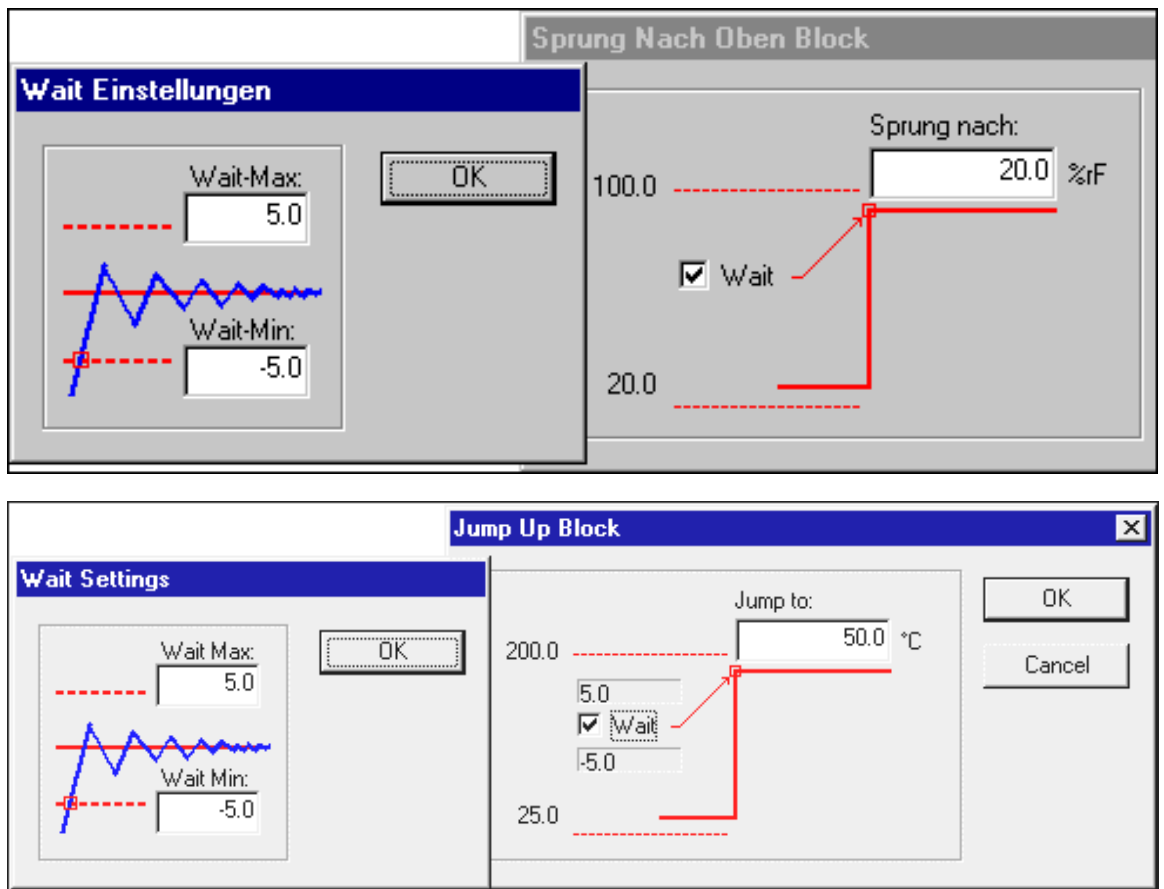 Sprung Nach Oben Block
Wait Einstellungen
Wait-Max:
5.0
OK
Wait-Min:
-5.0
Sprung nach:
20.0 %rF
100.0
Wait
20.0
Jump Up Block
Wait Settings
Wait Max:
5.0
OK
Wait Min:
-5.0
Jump to:
50.0 °C
200.0
5.0
Wait
-5.0
25.0
OK
Cancel